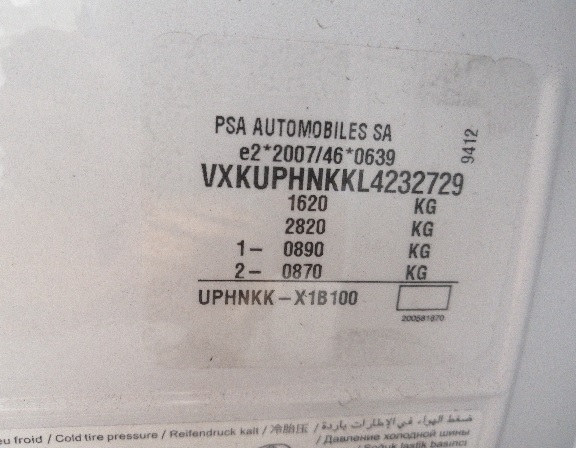 PSA AUTOMOBILES SA
9412
e2*2007/46*0639
VXKUPHNKKL4232729
1620 KG
2820 KG
1- 0890 KG
2- 0870 KG
UPHNKK-X1B100
200581670
ضغط الهواء في الإطارات باردة /
eu froid / Cold tire pressure / Reifendruck kalt / 冷胎压 / Давление холодной шины
/ Soğuk lastik basıncı